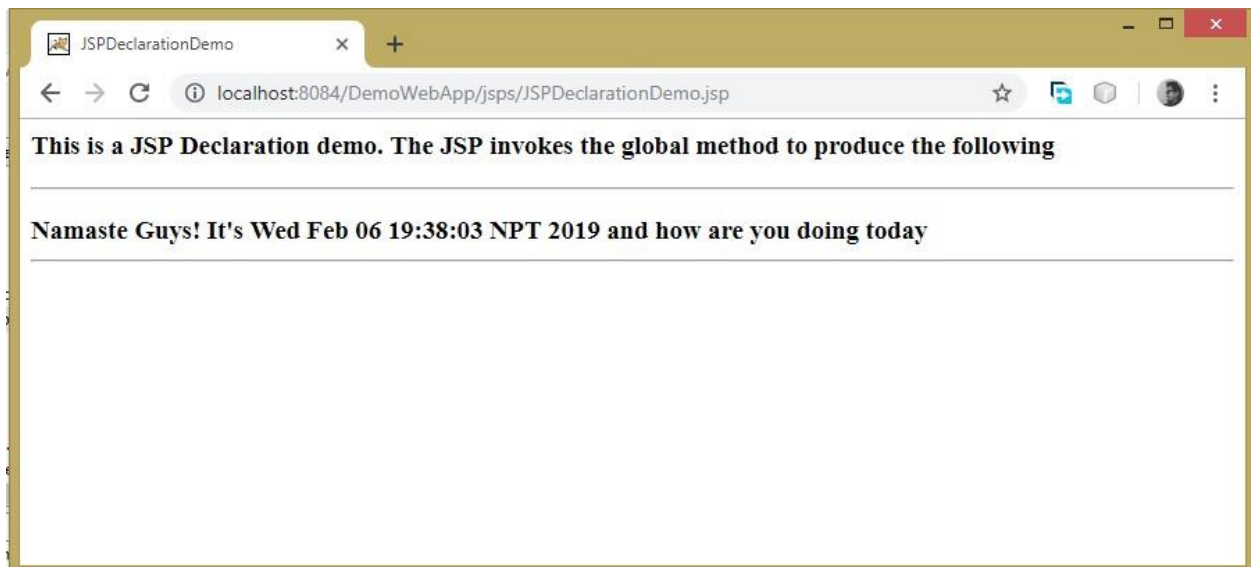 JSPDeclarationDemo
localhost:8084/DemoWebApp/jsps/JSPDeclarationDemo.jsp
This is a JSP Declaration demo. The JSP invokes the global method to produce the following
Namaste Guys! It's Wed Feb 06 19:38:03 NPT 2019 and how are you doing today